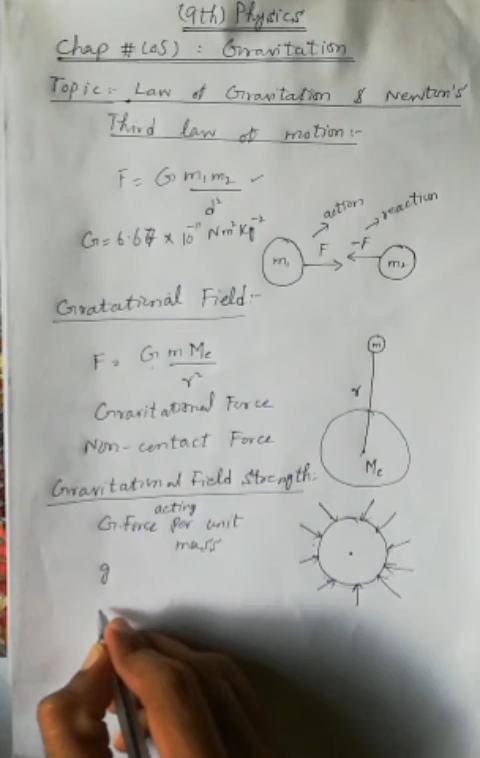 (9th) Physics
Chap # (05) : Gravitation
Topic:- Law of Gravitation & Newton's
Third law of motion:-
F = G m₁m₂ / d²
G = 6.67 × 10⁻¹¹ Nm²Kg⁻²
action
reaction
F
-F
m₁
m₂
Gratational Field:-
F = G m Me / r²
m
r
Me
Gravitational Force
Non-contact Force
Gravitational Field Strength:
acting
G.Force per unit
mass
g